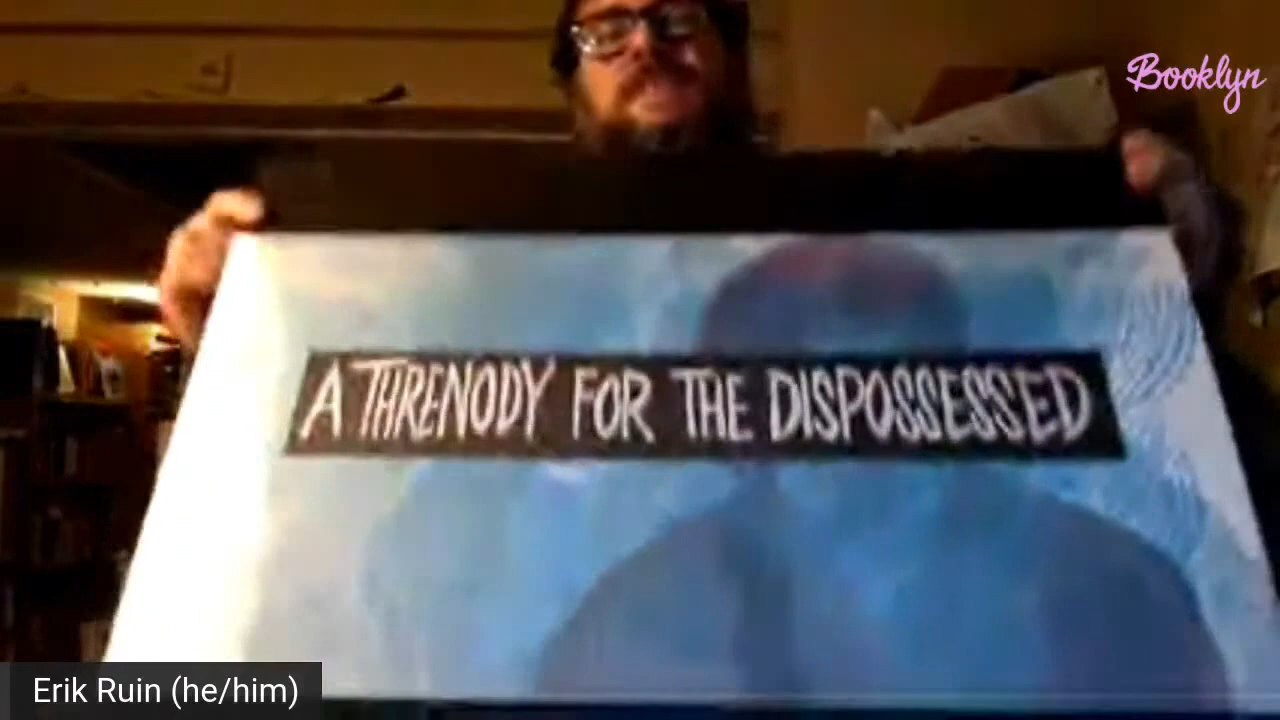 Booklyn
A THRENODY FOR THE DISPOSSESSED
Erik Ruin (he/him)